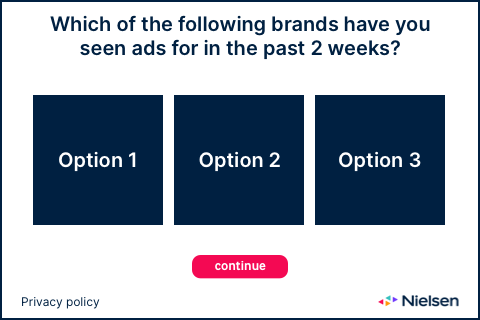 Which of the following brands have you
seen ads for in the past 2 weeks?
Option 1
Option 2
Option 3
continue
Privacy policy
Nielsen